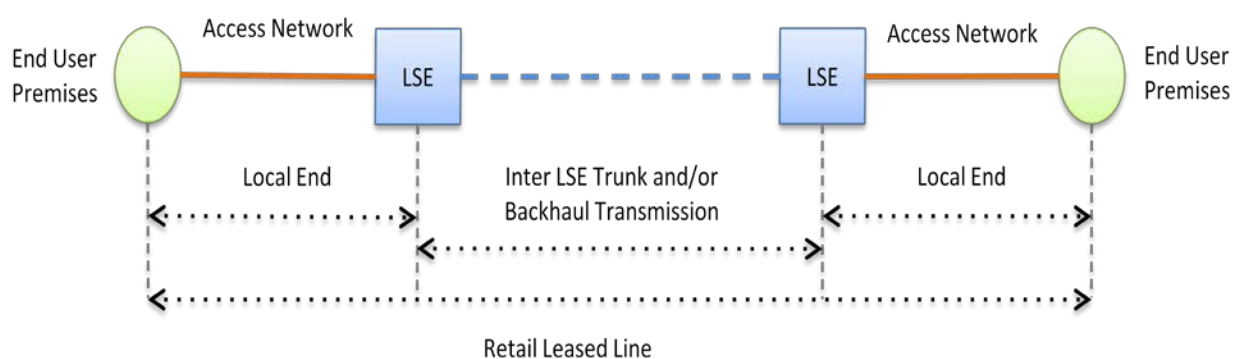 Access Network
Access Network
End User
Premises
LSE
LSE
End User
Premises
Local End
Inter LSE Trunk and/or
Backhaul Transmission
Local End
Retail Leased Line